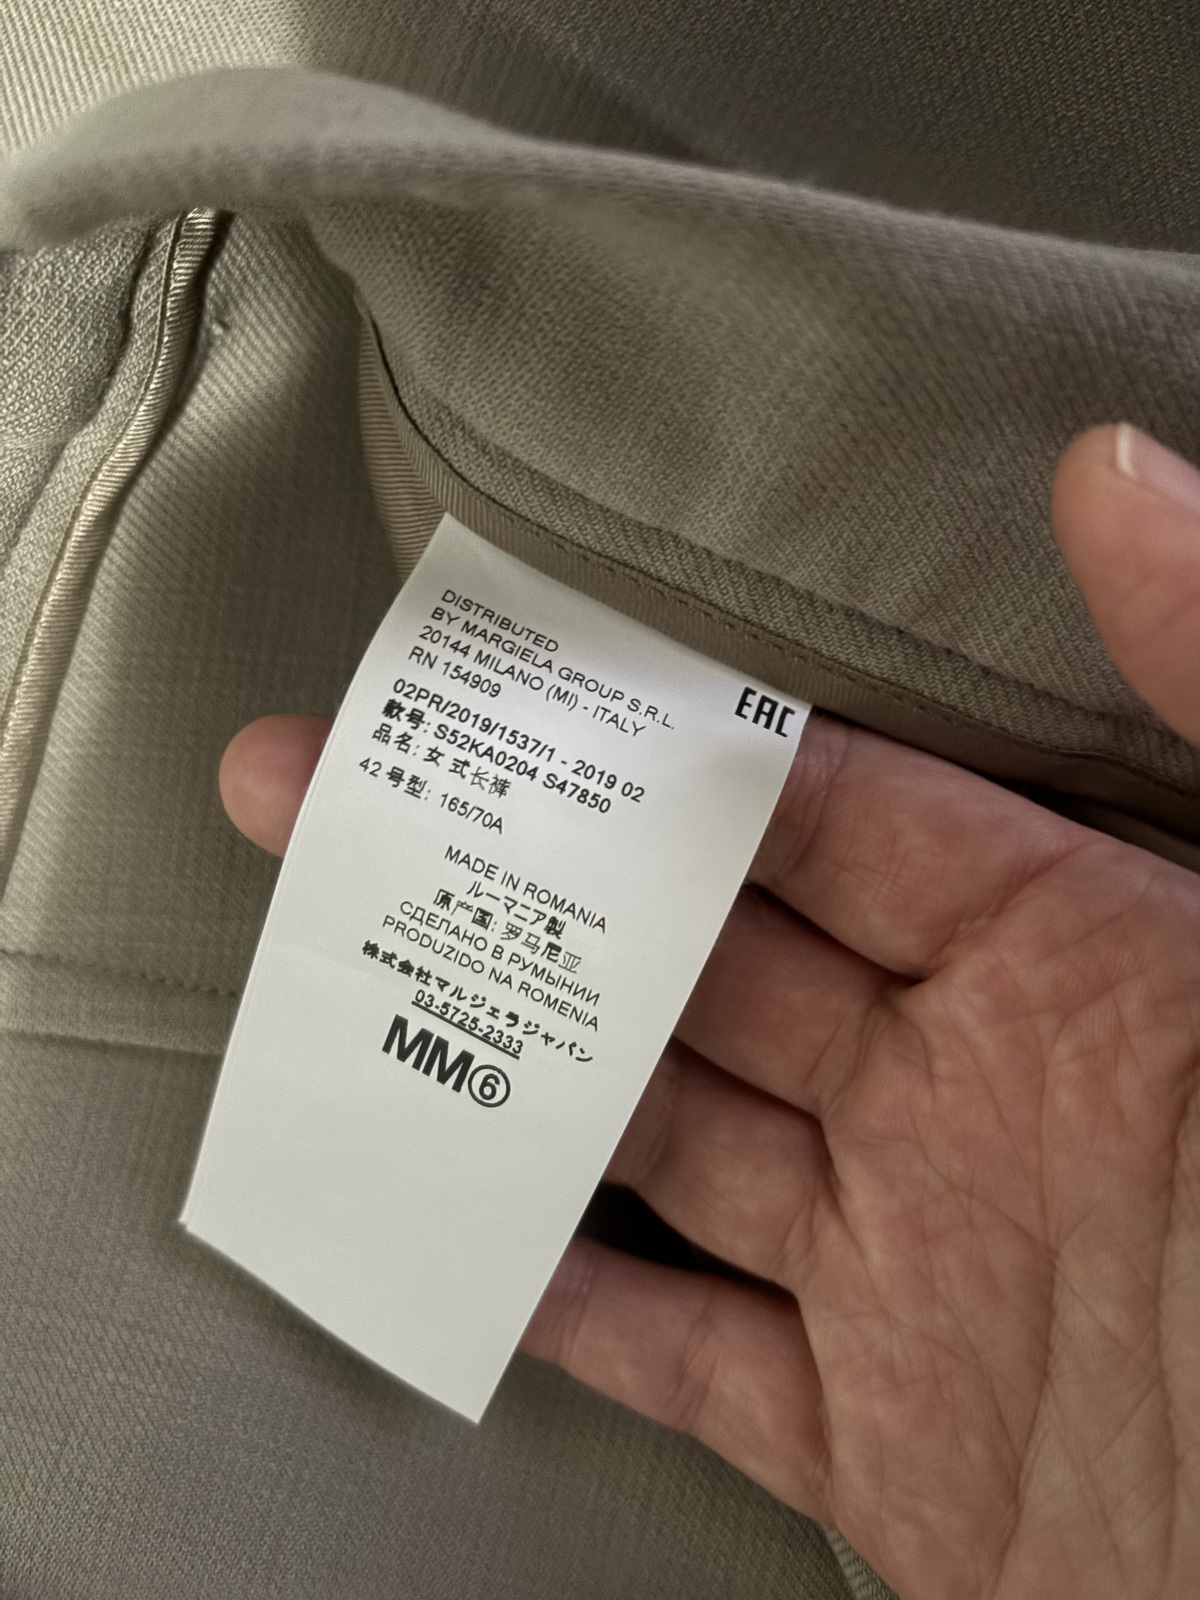 DISTRIBUTED
BY MARGIELA GROUP S.R.L.
20144 MILANO (MI) - ITALY
RN 154909
EAC
02PR/2019/1537/1 - 2019 02
款号: S52KA0204 S47850
品名: 女 式长裤
42 号型: 165/70A
MADE IN ROMANIA
ルーマニア製
原产国: 罗马尼亚
СДЕЛАНО В РУМЫНИИ
PRODUZIDO NA ROMENIA
株式会社マルジェラジャパン
03-5725-2333
MM⑥